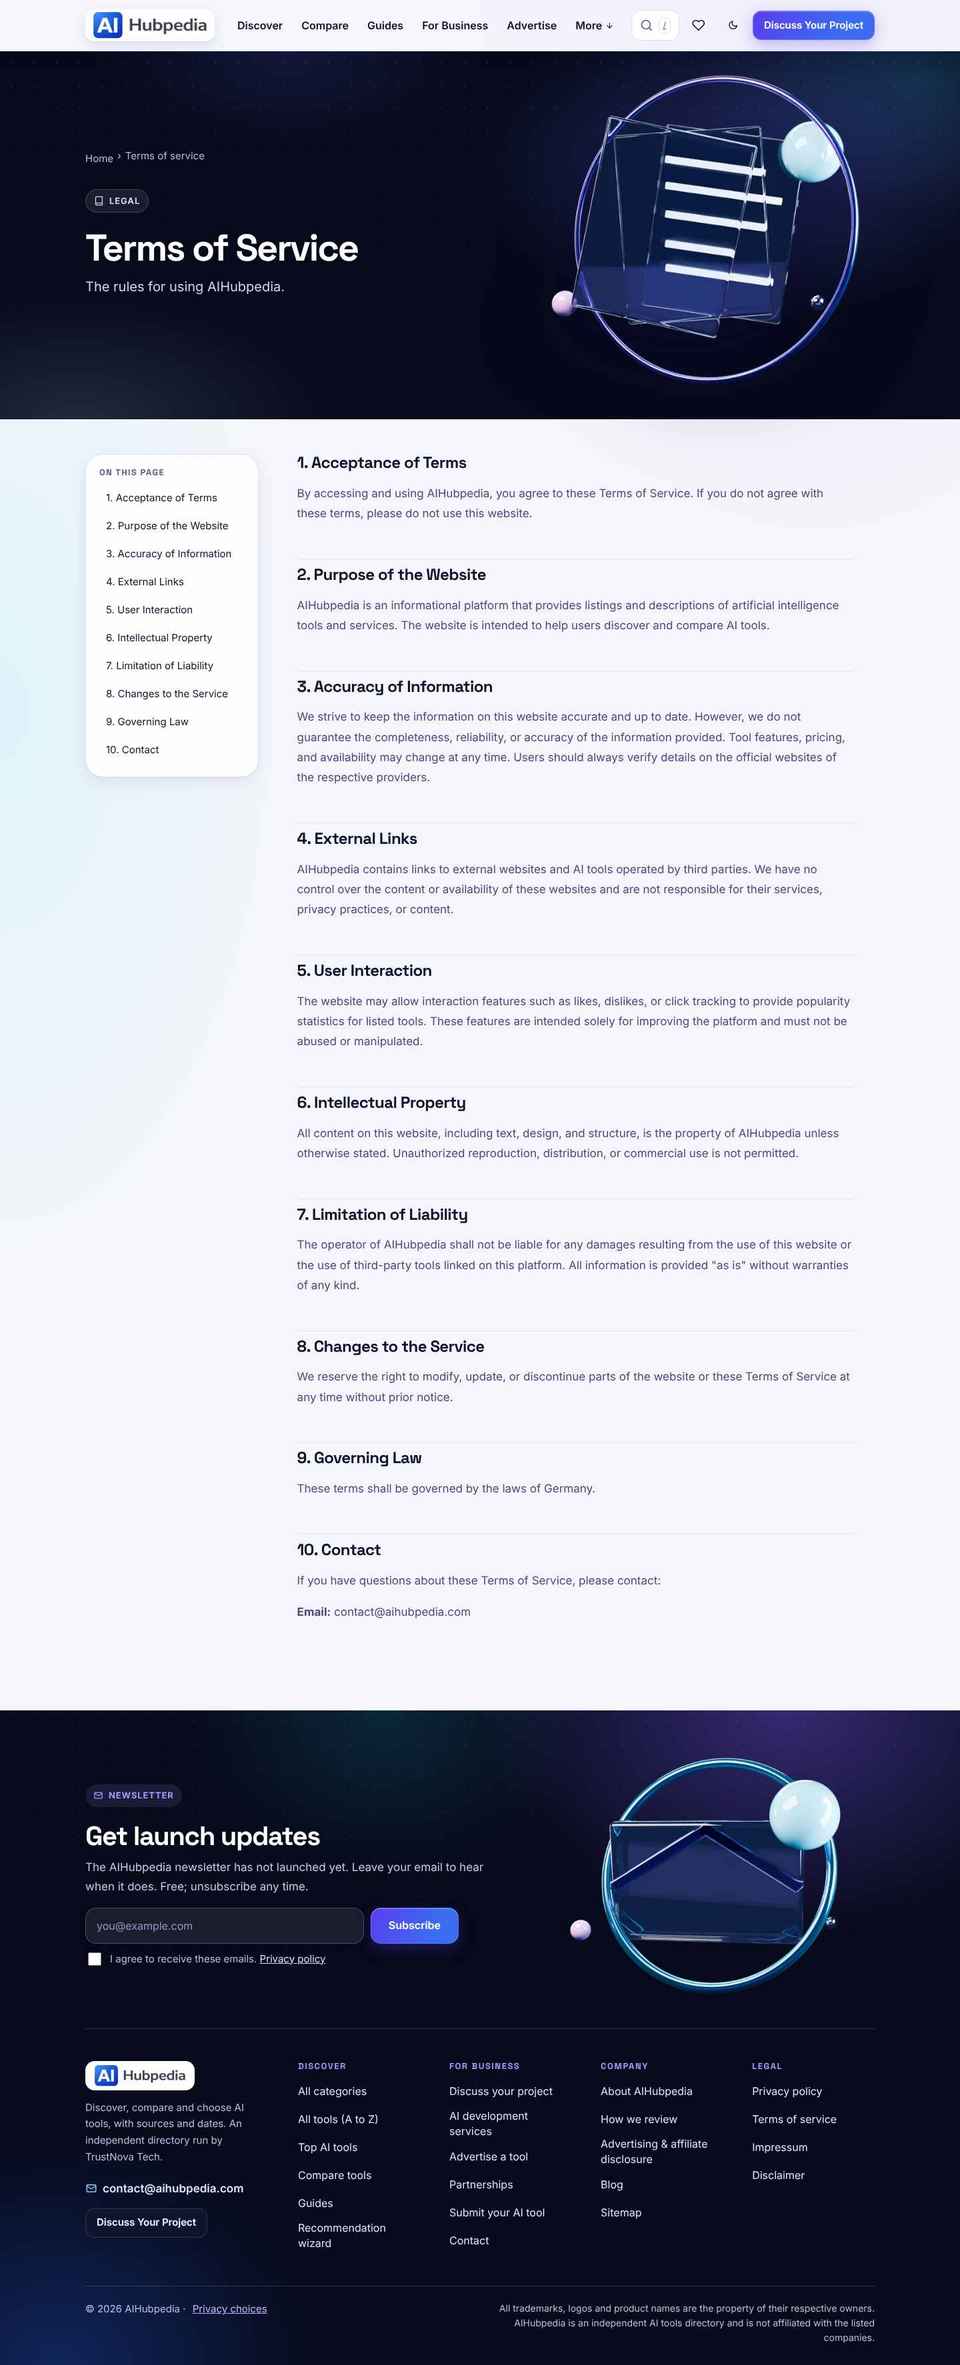 AI Hubpedia
Discover
Compare
Guides
For Business
Advertise
More ↓
/
Discuss Your Project
Home › Terms of service
LEGAL
Terms of Service
The rules for using AIHubpedia.
ON THIS PAGE
1. Acceptance of Terms
2. Purpose of the Website
3. Accuracy of Information
4. External Links
5. User Interaction
6. Intellectual Property
7. Limitation of Liability
8. Changes to the Service
9. Governing Law
10. Contact
1. Acceptance of Terms
By accessing and using AIHubpedia, you agree to these Terms of Service. If you do not agree with
these terms, please do not use this website.
2. Purpose of the Website
AIHubpedia is an informational platform that provides listings and descriptions of artificial intelligence
tools and services. The website is intended to help users discover and compare AI tools.
3. Accuracy of Information
We strive to keep the information on this website accurate and up to date. However, we do not
guarantee the completeness, reliability, or accuracy of the information provided. Tool features, pricing,
and availability may change at any time. Users should always verify details on the official websites of
the respective providers.
4. External Links
AIHubpedia contains links to external websites and AI tools operated by third parties. We have no
control over the content or availability of these websites and are not responsible for their services,
privacy practices, or content.
5. User Interaction
The website may allow interaction features such as likes, dislikes, or click tracking to provide popularity
statistics for listed tools. These features are intended solely for improving the platform and must not be
abused or manipulated.
6. Intellectual Property
All content on this website, including text, design, and structure, is the property of AIHubpedia unless
otherwise stated. Unauthorized reproduction, distribution, or commercial use is not permitted.
7. Limitation of Liability
The operator of AIHubpedia shall not be liable for any damages resulting from the use of this website or
the use of third-party tools linked on this platform. All information is provided "as is" without warranties
of any kind.
8. Changes to the Service
We reserve the right to modify, update, or discontinue parts of the website or these Terms of Service at
any time without prior notice.
9. Governing Law
These terms shall be governed by the laws of Germany.
10. Contact
If you have questions about these Terms of Service, please contact:
Email: contact@aihubpedia.com
NEWSLETTER
Get launch updates
The AIHubpedia newsletter has not launched yet. Leave your email to hear
when it does. Free; unsubscribe any time.
you@example.com
Subscribe
I agree to receive these emails. Privacy policy
AI Hubpedia
Discover, compare and choose AI
tools, with sources and dates. An
independent directory run by
TrustNova Tech.
contact@aihubpedia.com
Discuss Your Project
DISCOVER
All categories
All tools (A to Z)
Top AI tools
Compare tools
Guides
Recommendation
wizard
FOR BUSINESS
Discuss your project
AI development
services
Advertise a tool
Partnerships
Submit your AI tool
Contact
COMPANY
About AIHubpedia
How we review
Advertising & affiliate
disclosure
Blog
Sitemap
LEGAL
Privacy policy
Terms of service
Impressum
Disclaimer
© 2026 AIHubpedia · Privacy choices
All trademarks, logos and product names are the property of their respective owners.
AIHubpedia is an independent AI tools directory and is not affiliated with the listed
companies.